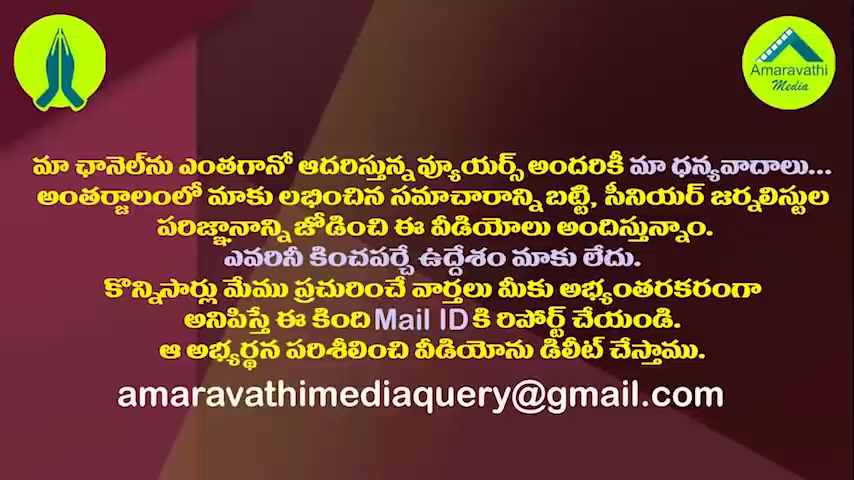 Amaravathi
Media
మా ఛానెల్‌ను ఎంతగానో ఆదరిస్తున్న వ్యూయర్స్ అందరికీ మా ధన్యవాదాలు...
అంతర్జాలంలో మాకు లభించిన సమాచారాన్ని బట్టి, సీనియర్ జర్నలిస్టుల
పరిజ్ఞానాన్ని జోడించి ఈ వీడియోలు అందిస్తున్నాం.
ఎవరినీ కించపర్చే ఉద్దేశం మాకు లేదు.
కొన్నిసార్లు మేము ప్రచురించే వార్తలు మీకు అభ్యంతరకరంగా
అనిపిస్తే ఈ కింది Mail ID కి రిపోర్ట్ చేయండి.
ఆ అభ్యర్థన పరిశీలించి వీడియోను డిలీట్ చేస్తాము.
amaravathimediaquery@gmail.com